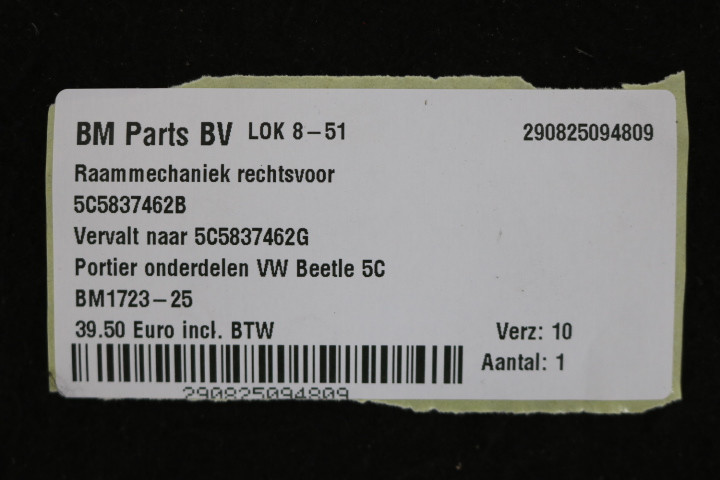 BM Parts BV LOK 8-51 290825094809
Raammechaniek rechtsvoor
5C5837462B
Vervalt naar 5C5837462G
Portier onderdelen VW Beetle 5C
BM1723-25
39.50 Euro incl. BTW Verz: 10
Aantal: 1
290825094809